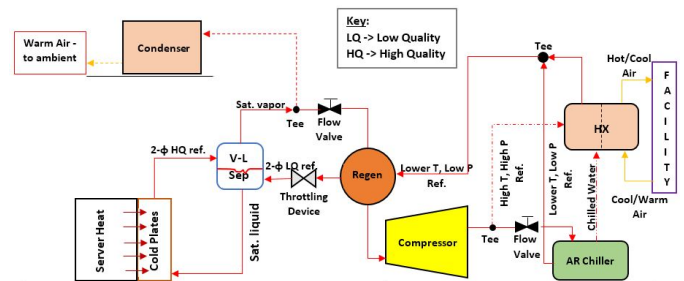 Key:
LQ -> Low Quality
HQ -> High Quality
Warm Air -
to ambient
Condenser
Tee
Hot/Cool
Air
FACILITY
Sat. vapor
Tee
Flow
Valve
HX
2-ϕ HQ ref.
V-L
Sep
2-ϕ LQ ref.
Regen
Lower T, Low P
Ref.
High T, High P
Ref.
Lower T, Low P
Ref.
Chilled Water
Throttling
Device
Cool/Warm
Air
Server Heat
Cold Plates
Sat. liquid
Compressor
Tee
Flow
Valve
AR Chiller